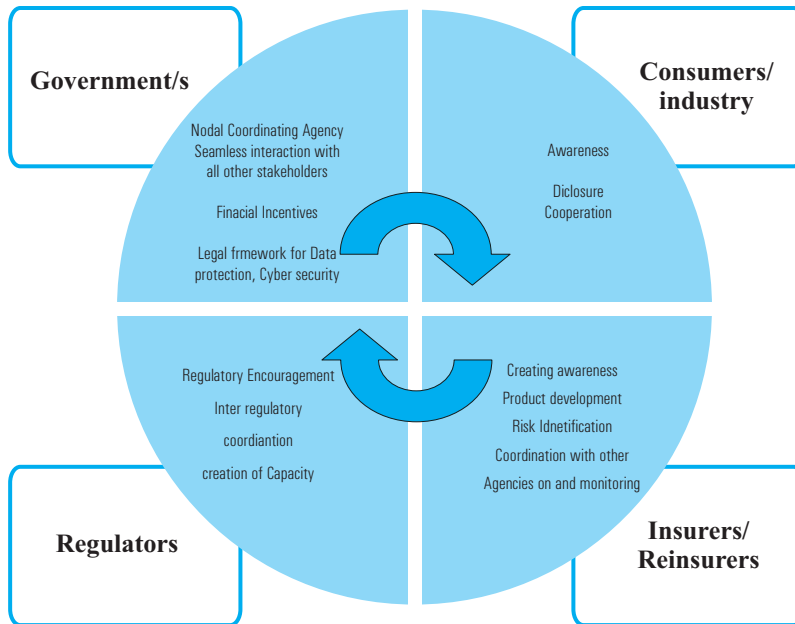 Government/s
Nodal Coordinating Agency
Seamless interaction with
all other stakeholders
Finacial Incentives
Legal frmework for Data
protection, Cyber security
Consumers/
industry
Awareness
Diclosure
Cooperation
Regulatory Encouragement
Inter regulatory
coordiantion
creation of Capacity
Regulators
Creating awareness
Product development
Risk Idnetification
Coordination with other
Agencies on and monitoring
Insurers/
Reinsurers